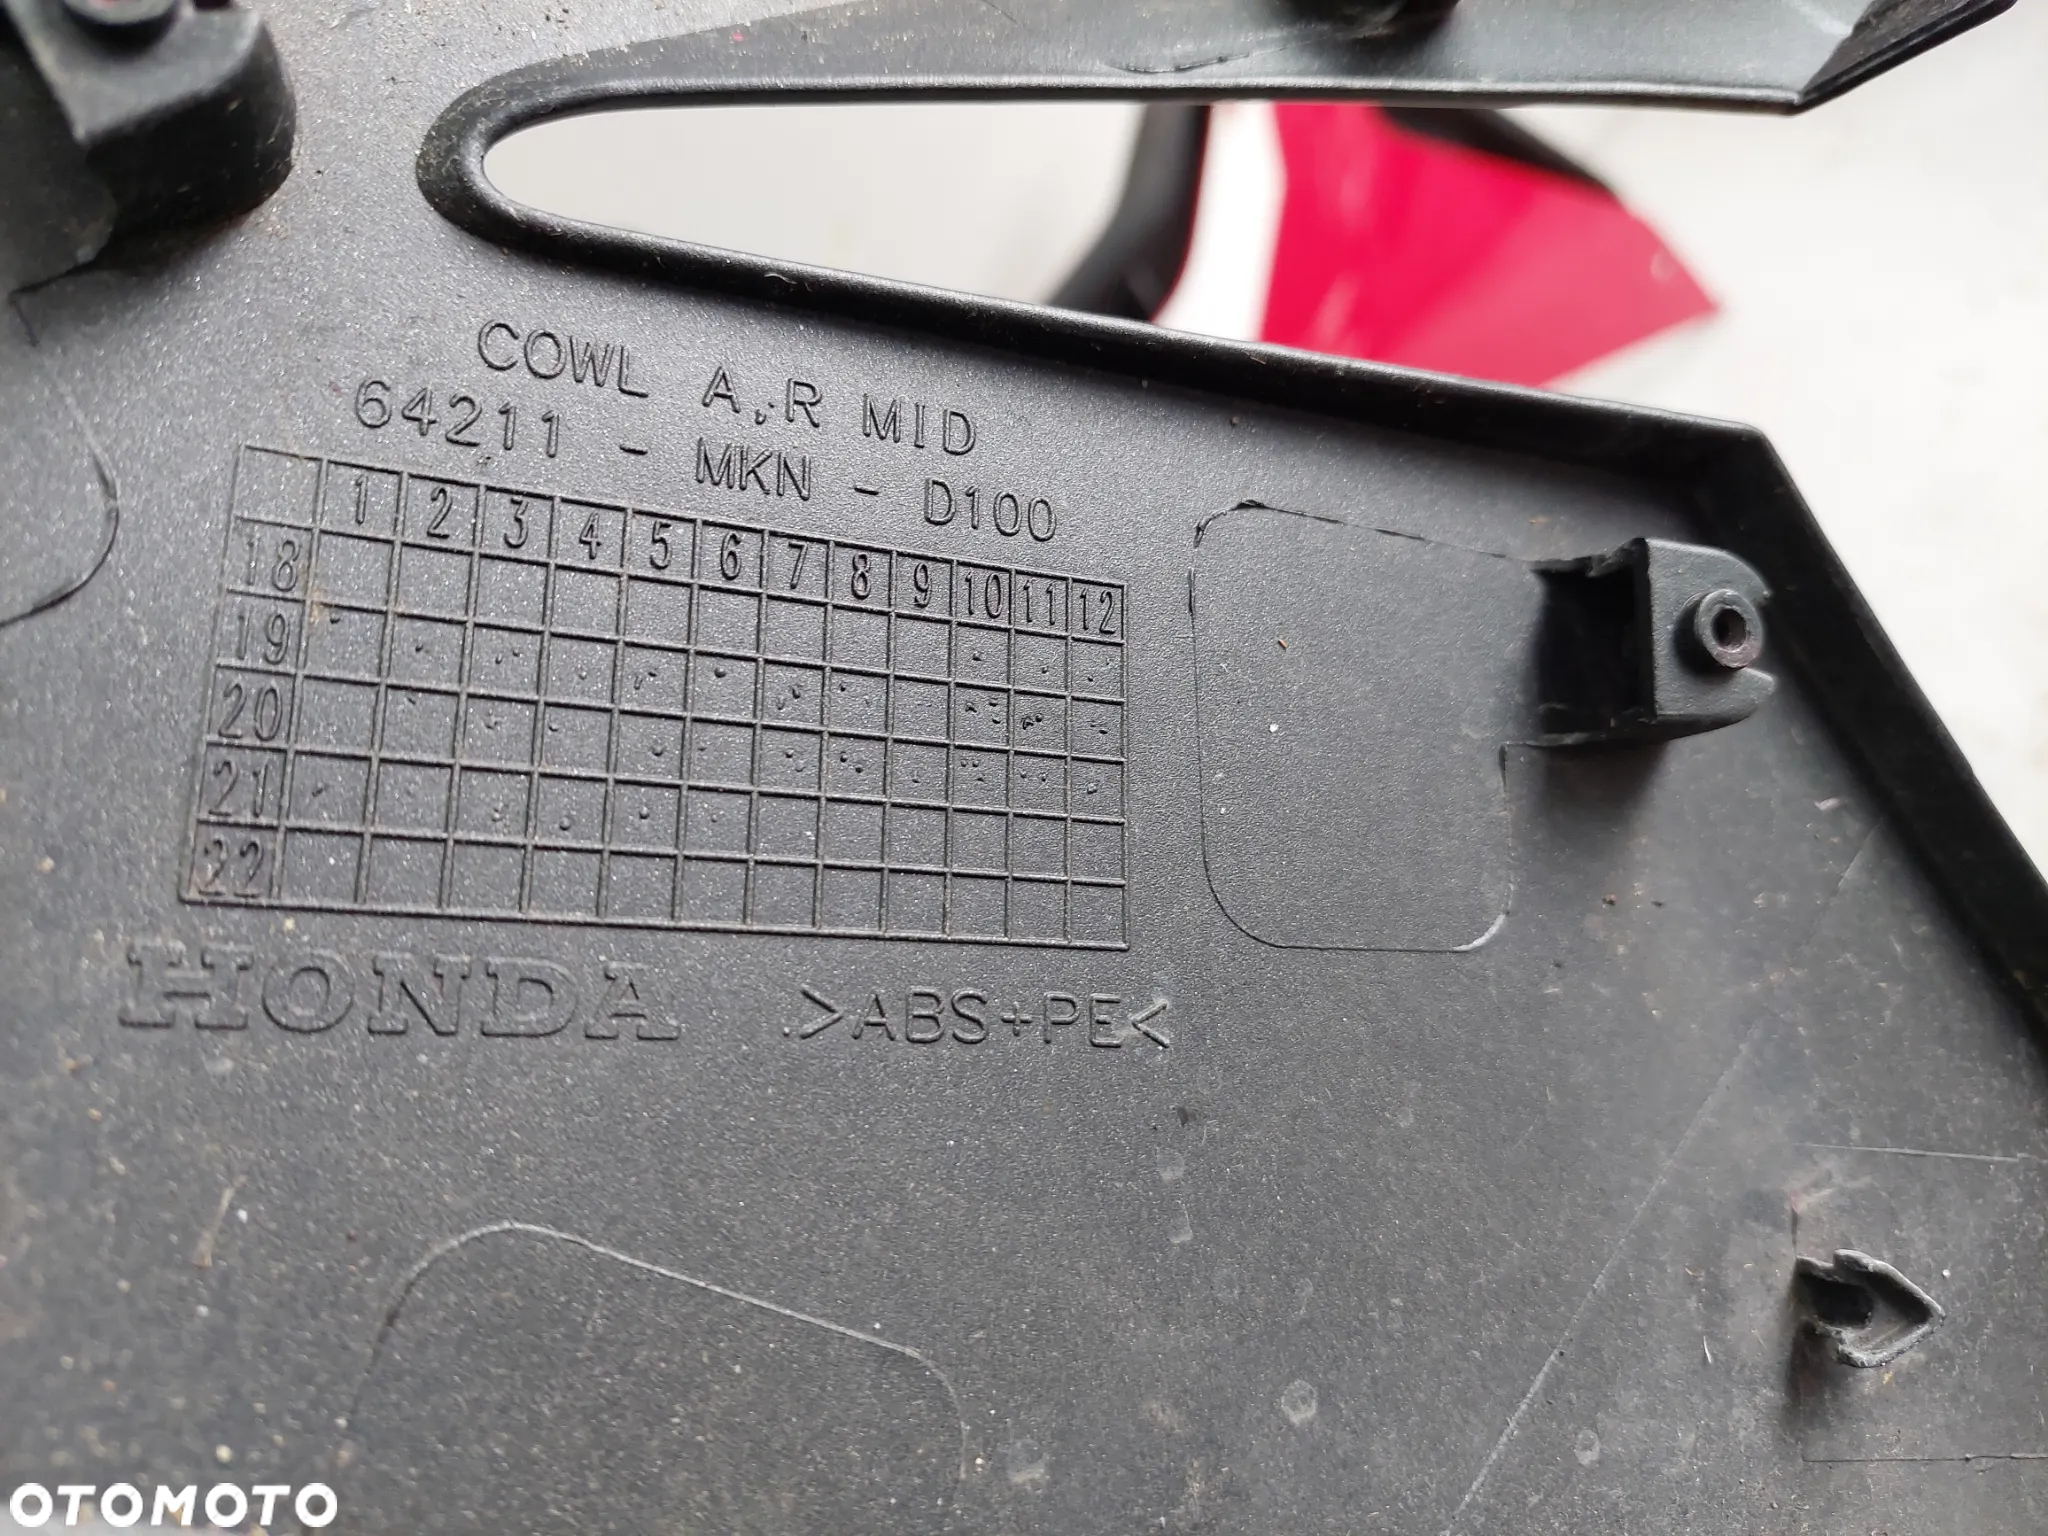 COWL A, R MID
64211 - MKN - D100
1 2 3 4 5 6 7 8 9 10 11 12
18
19
20
21
22
HONDA
>ABS+PE<
OTOMOTO